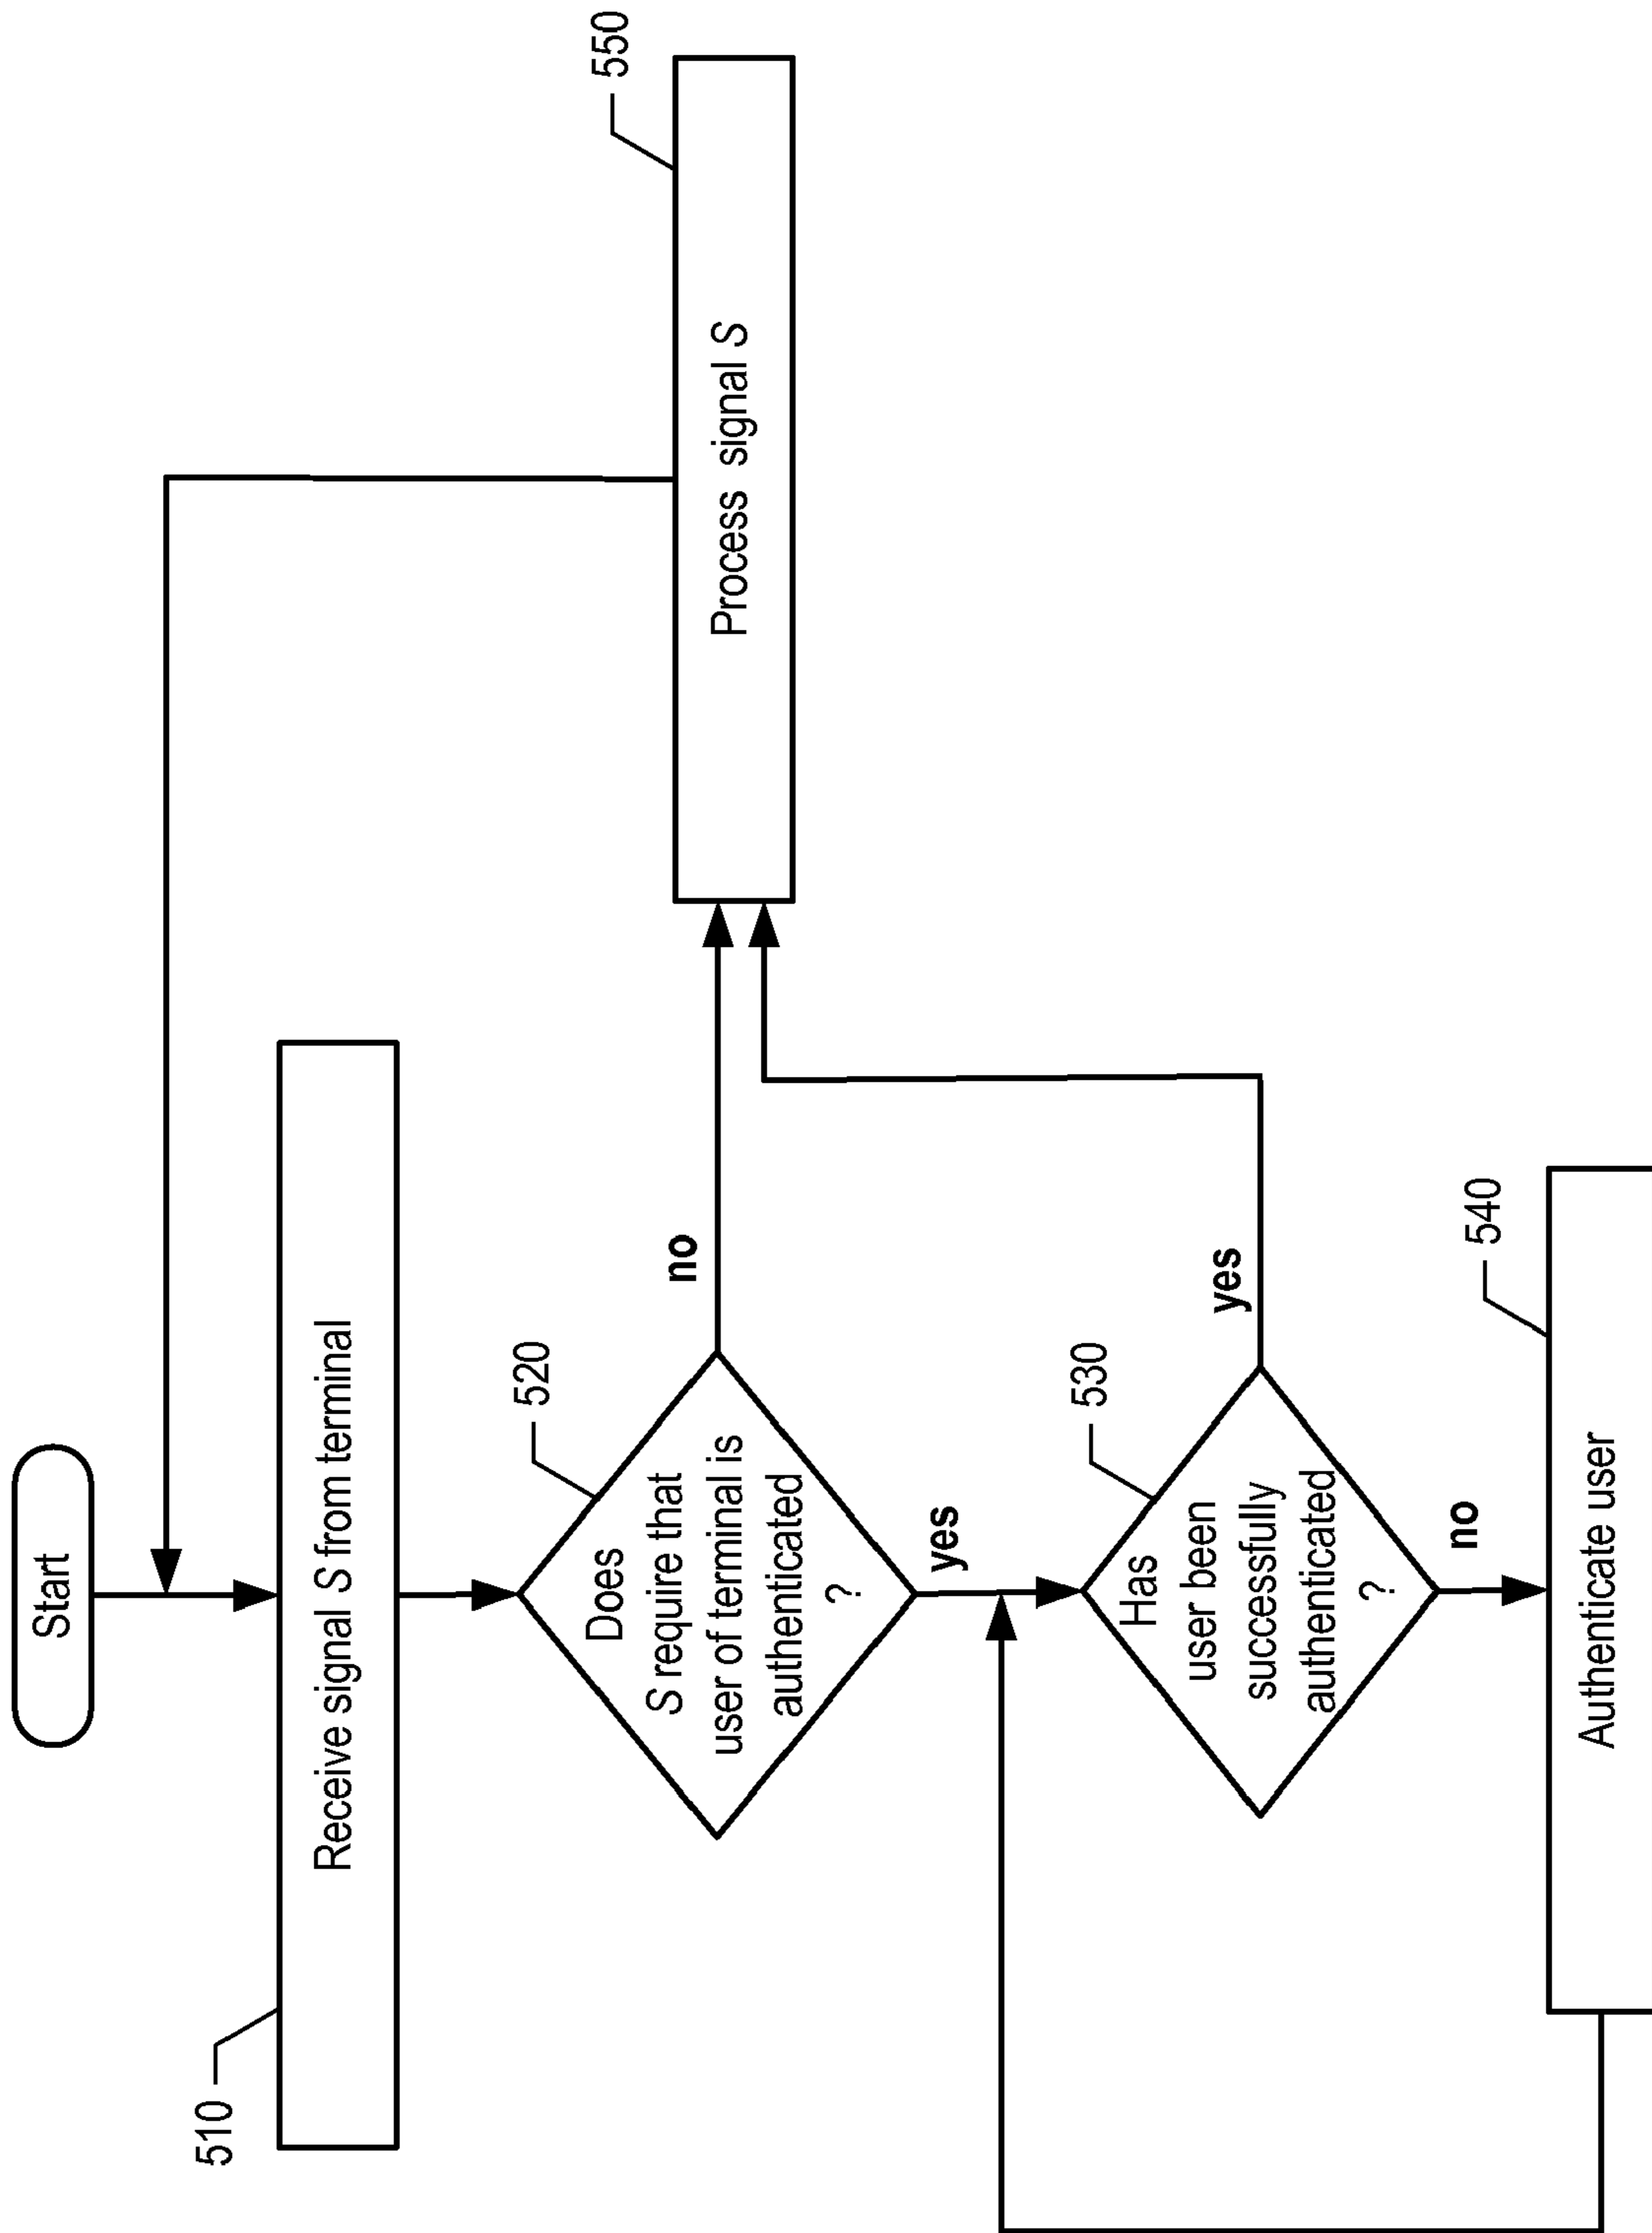 Start
510
Receive signal S from terminal
520
Does
S require that
user of terminal is
authenticated
?
no
yes
550
Process signal S
530
Has
user been
successfully
authenticated
?
yes
no
540
Authenticate user